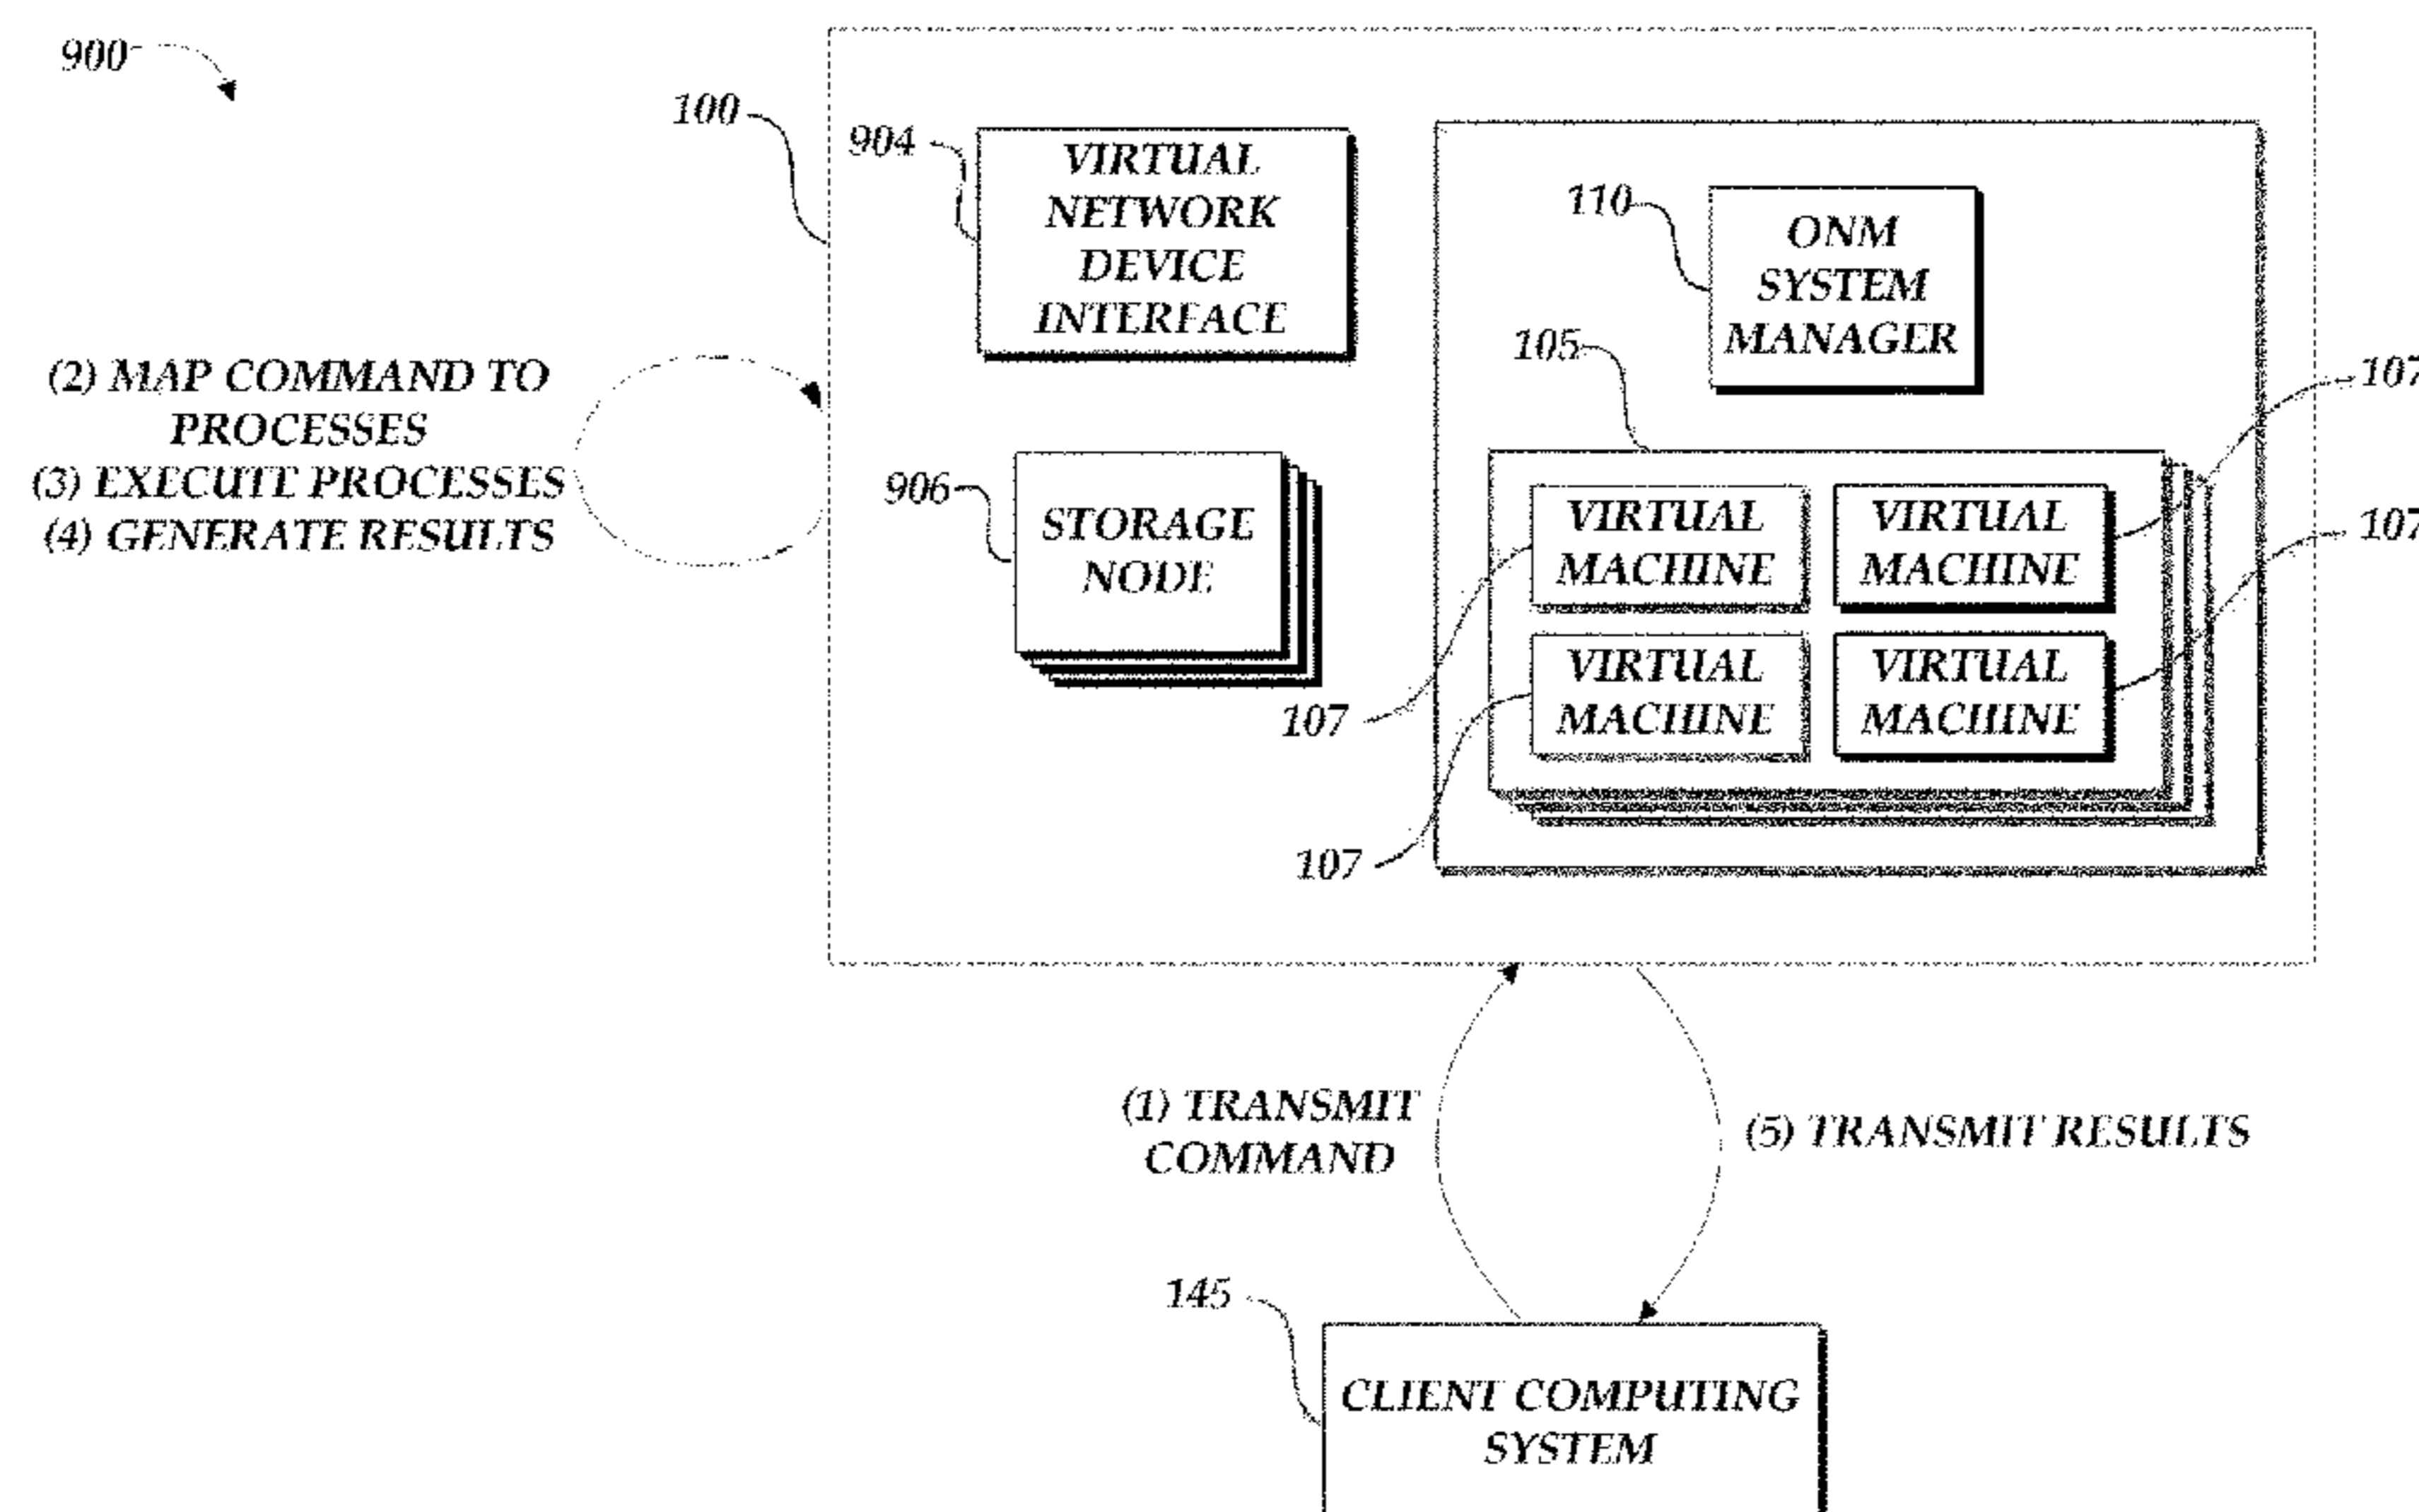 900
100
904
VIRTUAL
NETWORK
DEVICE
INTERFACE
110
ONM
SYSTEM
MANAGER
105
107
(2) MAP COMMAND TO
PROCESSES
(3) EXECUTE PROCESSES
(4) GENERATE RESULTS
906
STORAGE
NODE
VIRTUAL
MACHINE
VIRTUAL
MACHINE
107
VIRTUAL
MACHINE
VIRTUAL
MACHINE
107
107
(1) TRANSMIT
COMMAND
(5) TRANSMIT RESULTS
145
CLIENT COMPUTING
SYSTEM